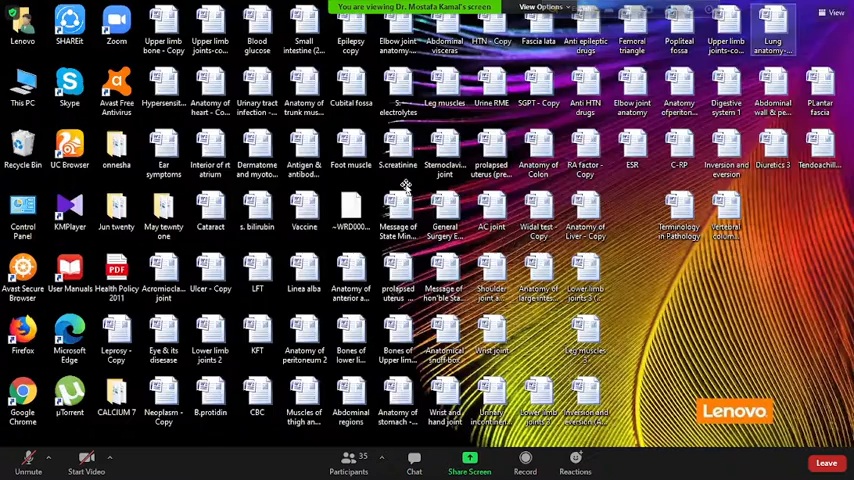 You are viewing Dr. Mostafa Kamal's screen
View Options
View
Lenovo
SHAREit
Zoom
Upper limb bone - Copy
Upper limb joints-co...
Blood glucose
Small intestine (2...
Epilepsy copy
Elbow joint anatomy-...
Abdominal visceras
HTN - Copy
Fascia lata
Anti epileptic drugs
Femoral triangle
Popliteal fossa
Upper limb joints-co...
Lung anatomy-...
This PC
Skype
Avast Free Antivirus
Hypersensit...
Anatomy of heart - Co...
Urinary tract infection -...
Anatomy of trunk mus...
Cubital fossa
S. electrolytes
Leg muscles
Urine RME
SGPT - Copy
Anti HTN drugs
Elbow joint anatomy
Anatomy of periton...
Digestive system 1
Abdominal wall & pe...
PLantar fascia
Recycle Bin
UC Browser
onnesha
Ear symptoms
Interior of rt atrium
Dermatome and myoto...
Antigen & antibod...
Foot muscle
S.creatinine
Sternoclavi... joint
prolapsed uterus (pre...
Anatomy of Colon
RA factor - Copy
ESR
C-RP
Inversion and eversion
Diuretics 3
Tendoachill...
Control Panel
KMPlayer
Jun twenty
May tewnty one
Cataract
s. bilirubin
Vaccine
~WRD000...
Message of State Min...
General Surgery E...
AC joint
Widal test - Copy
Anatomy of Liver - Copy
Terminology in Pathology
Vertebral colum...
Avast Secure Browser
User Manuals
Health Policy 2011
Acromiocla... joint
Ulcer - Copy
LFT
Linea alba
Anatomy of anterior a...
prolapsed uterus ...
Message of hon'ble Sta...
Shoulder joint a...
Anatomy of large intes...
Lower limb joints 3 (...
Firefox
Microsoft Edge
Leprosy - Copy
Eye & its disease
Lower limb joints 2
KFT
Anatomy of peritoneum 2
Bones of lower li...
Bones of Upper lim...
Anatomical snuff box
Wrist joint
Leg muscles 3
Google Chrome
µTorrent
CALCIUM 7
Neoplasm - Copy
B.protidin
CBC
Muscles of thigh an...
Abdominal regions
Anatomy of stomach -...
Wrist and hand joint
Urinary incontinen...
Lower limb joints 1
Inversion and eversion (A...
Lenovo
Unmute
Start Video
Participants
35
Chat
Share Screen
Record
Reactions
Leave